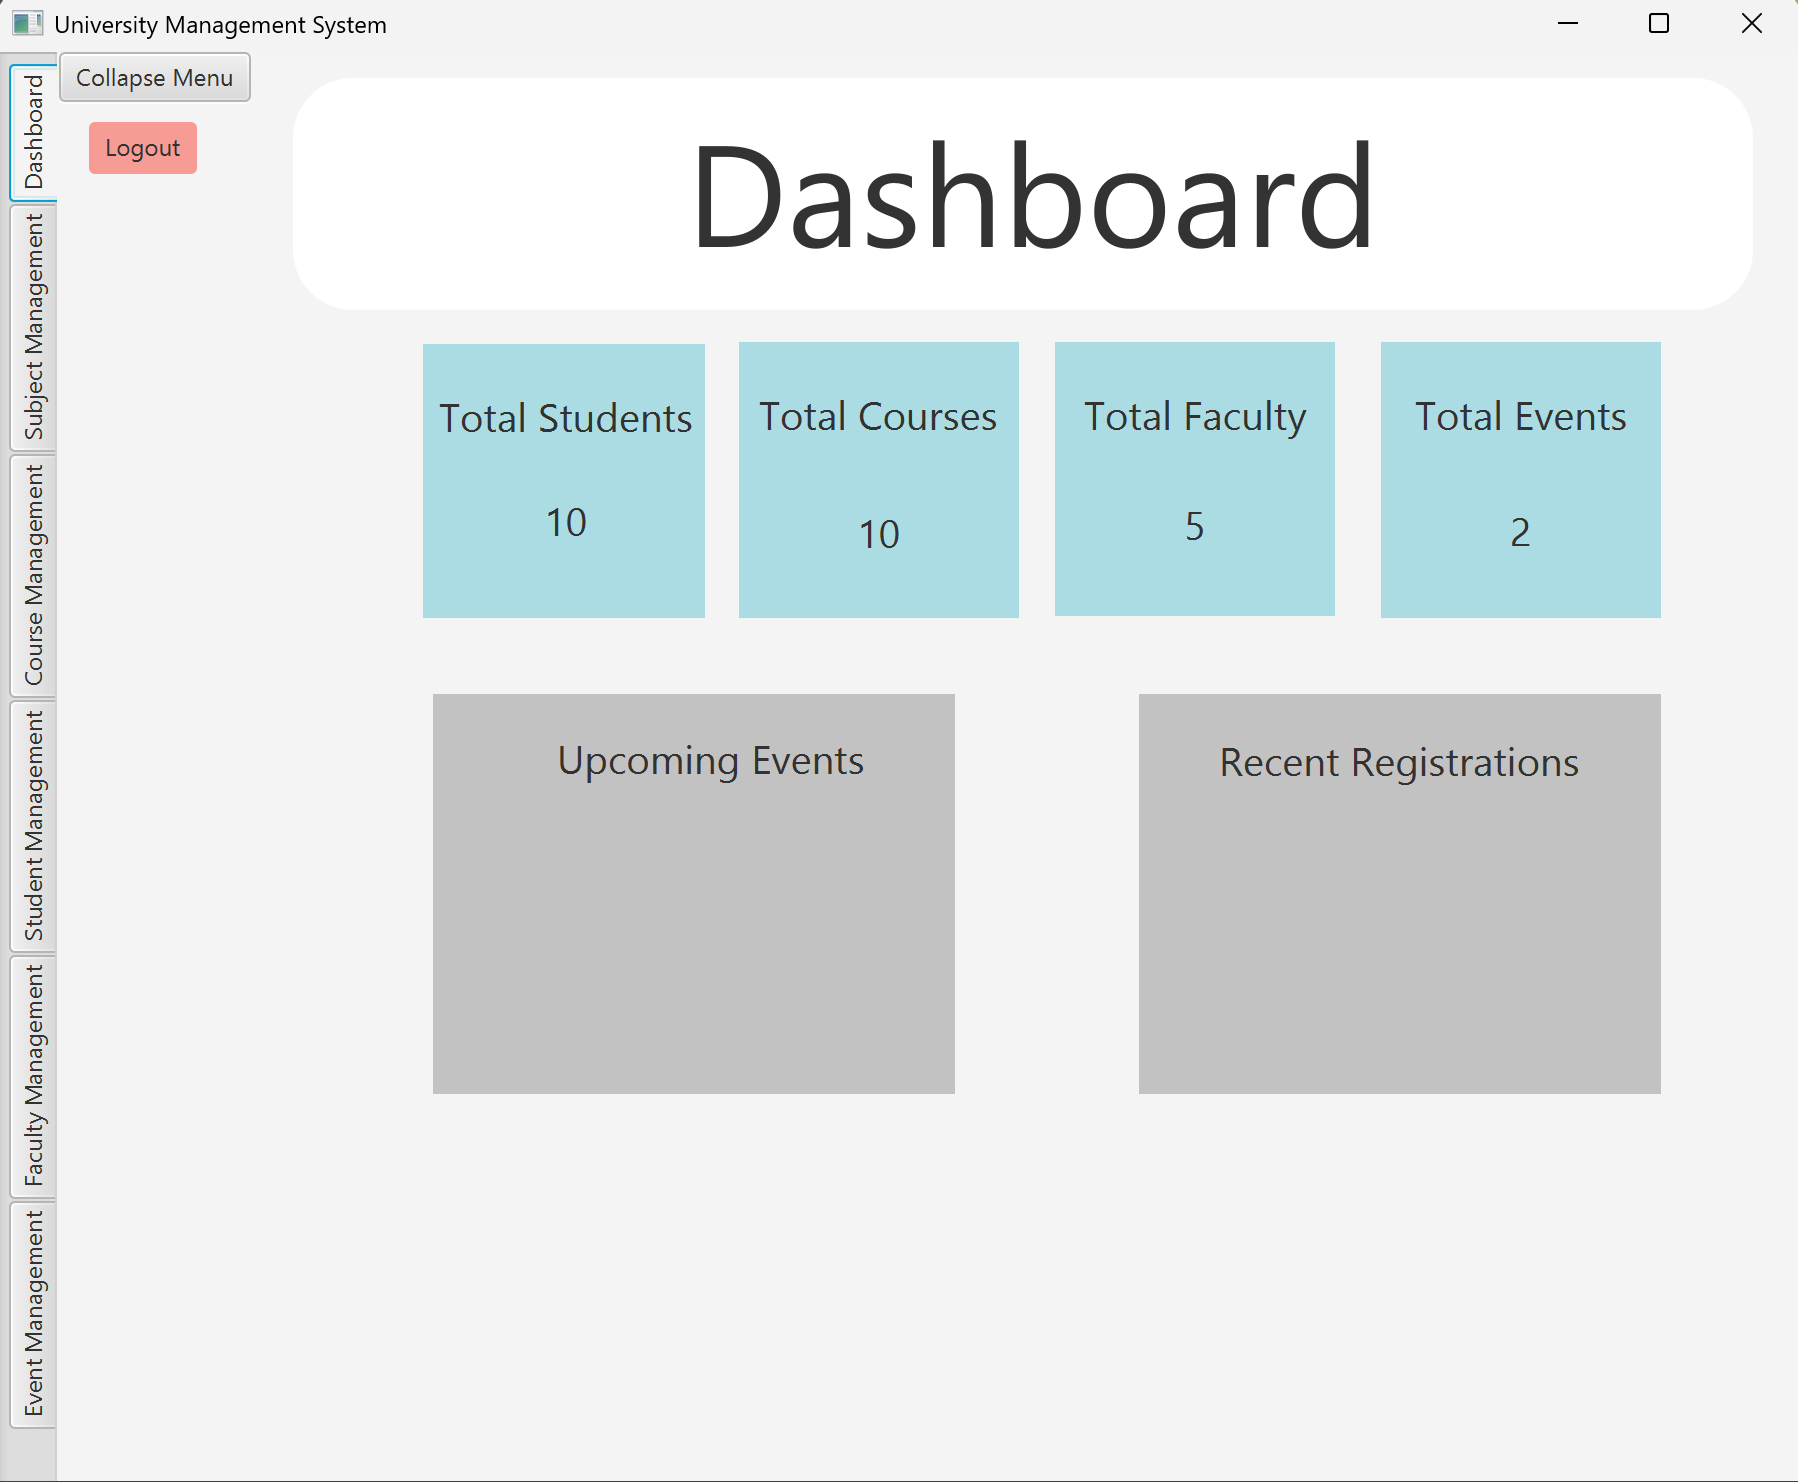 University Management System
Collapse Menu
Logout
Dashboard
Subject Management
Course Management
Student Management
Faculty Management
Event Management
Dashboard
Total Students
10
Total Courses
10
Total Faculty
5
Total Events
2
Upcoming Events
Recent Registrations